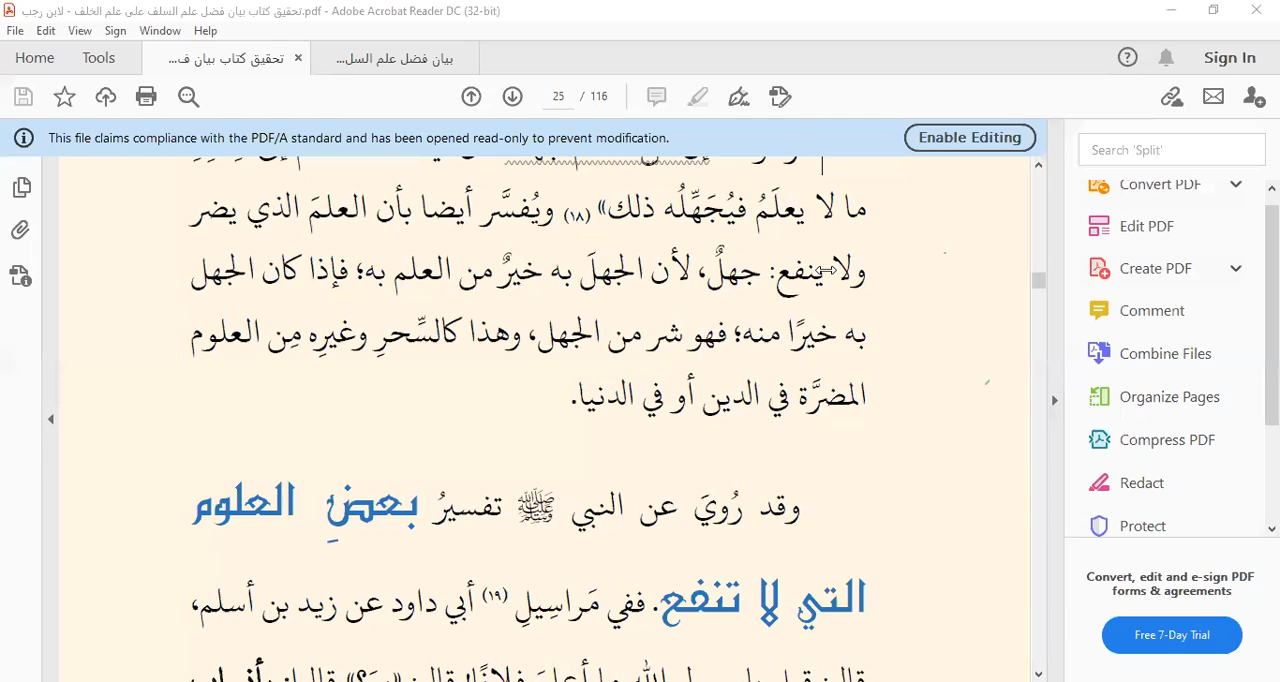 تحقيق كتاب بيان فضل علم السلف على علم الخلف - لابن رجب.pdf - Adobe Acrobat Reader DC (32-bit)
File Edit View Sign Window Help
Home Tools تحقيق كتاب بيان ف... × بيان فضل علم السل... Sign In
25 / 116
This file claims compliance with the PDF/A standard and has been opened read-only to prevent modification. Enable Editing
ما لا يعلَمُ فيُجَهِّلُه ذلك» (١٨) ويُفسَّر أيضا بأن العلمَ الذي يضر
ولا ينفع: جهلٌ، لأن الجهلَ به خيرٌ من العلم به؛ فإذا كان الجهل
به خيرًا منه؛ فهو شر من الجهل، وهذا كالسِّحرِ وغيرِه مِن العلوم
المضرَّة في الدين أو في الدنيا.
وقد رُويَ عن النبي ﷺ تفسيرُ بعضِ العلوم
التي لا تنفع. ففي مَراسِيلِ (١٩) أبي داود عن زيد بن أسلم،
Search 'Split'
Convert PDF
Edit PDF
Create PDF
Comment
Combine Files
Organize Pages
Compress PDF
Redact
Protect
Convert, edit and e-sign PDF
forms & agreements
Free 7-Day Trial